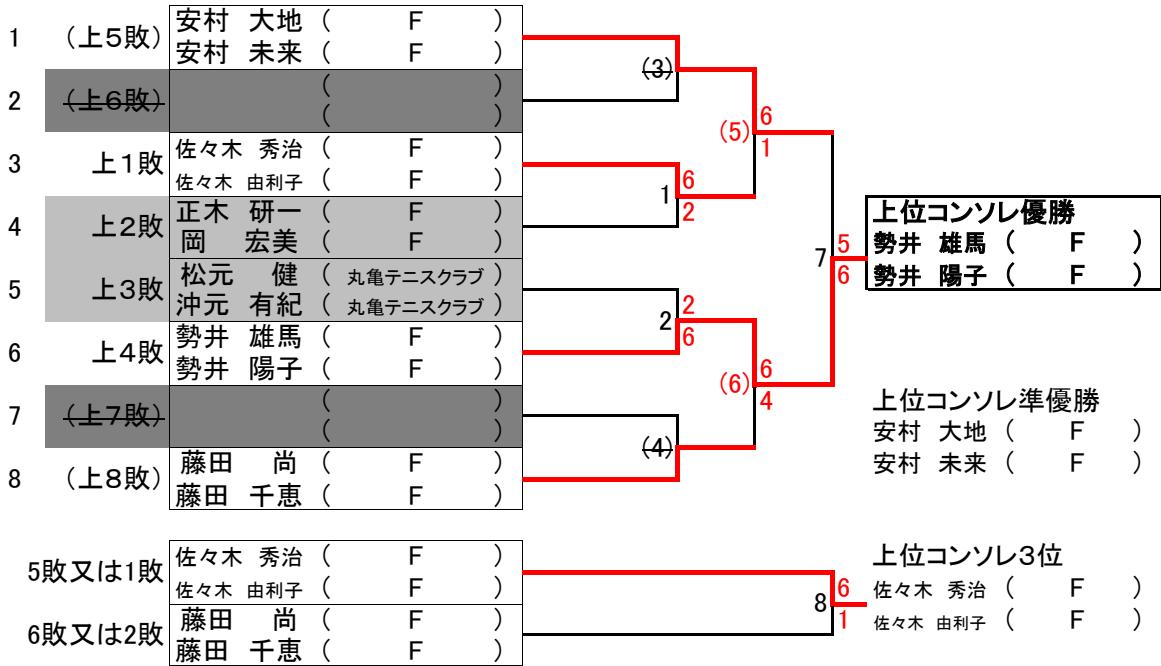 1 (上5敗) 安村 大地 ( F )
安村 未来 ( F )
(3)
2 (上6敗) ( )
( )
6
(5)
1
3 上1敗 佐々木 秀治 ( F )
佐々木 由利子 ( F )
6
1
2
4 上2敗 正木 研一 ( F )
岡 宏美 ( F )
上位コンソレ優勝
勢井 雄馬 ( F )
勢井 陽子 ( F )
5
7
6
5 上3敗 松元 健 ( 丸亀テニスクラブ )
沖元 有紀 ( 丸亀テニスクラブ )
2
2
6
6 上4敗 勢井 雄馬 ( F )
勢井 陽子 ( F )
6
(6)
4
7 (上7敗) ( )
( )
上位コンソレ準優勝
安村 大地 ( F )
安村 未来 ( F )
(4)
8 (上8敗) 藤田 尚 ( F )
藤田 千恵 ( F )
5敗又は1敗 佐々木 秀治 ( F )
佐々木 由利子 ( F )
上位コンソレ3位
佐々木 秀治 ( F )
佐々木 由利子 ( F )
6
8
1
6敗又は2敗 藤田 尚 ( F )
藤田 千恵 ( F )